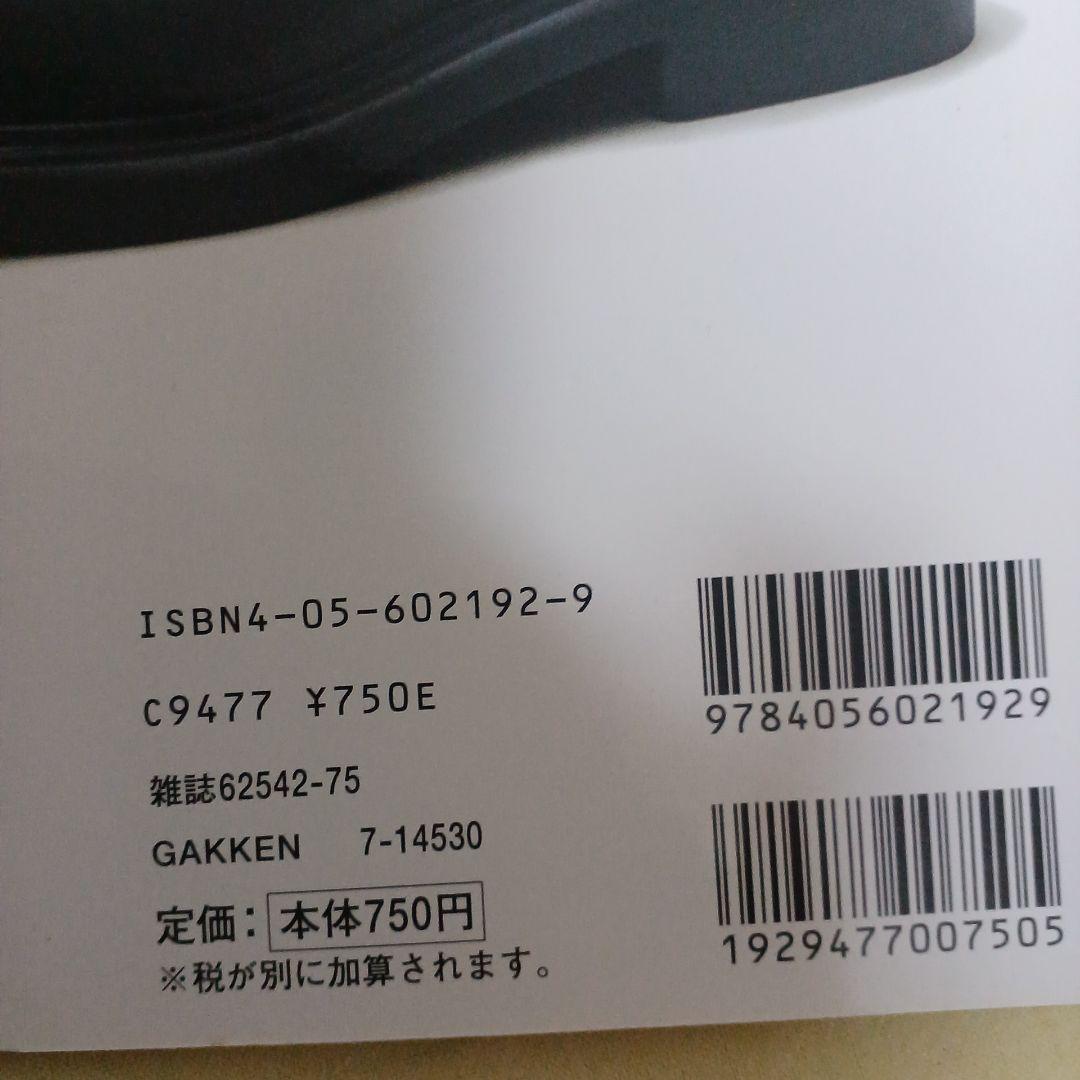 ISBN4-05-602192-9
C9477 ¥750E
雑誌62542-75
GAKKEN 7-14530
定価：本体750円
※税が別に加算されます。
9784056021929
1929477007505